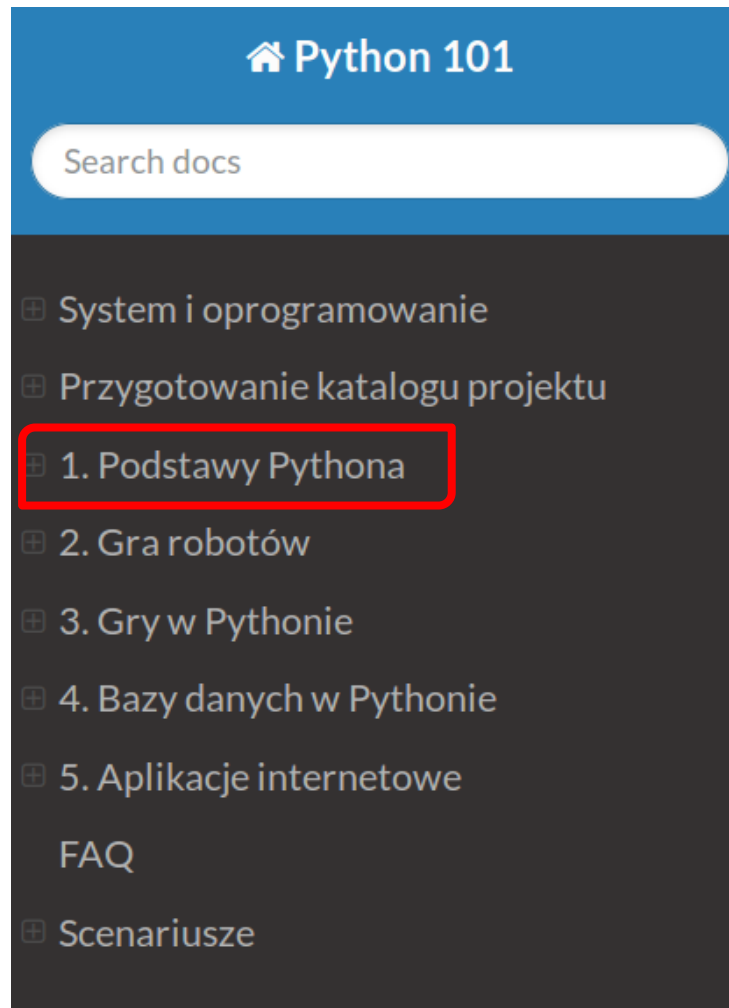 Python 101
Search docs
System i oprogramowanie
Przygotowanie katalogu projektu
1. Podstawy Pythona
2. Gra robotów
3. Gry w Pythonie
4. Bazy danych w Pythonie
5. Aplikacje internetowe
FAQ
Scenariusze